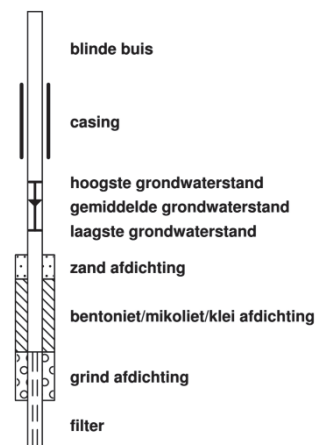 blinde buis
casing
hoogste grondwaterstand
gemiddelde grondwaterstand
laagste grondwaterstand
zand afdichting
bentoniet/mikoliet/klei afdichting
grind afdichting
filter